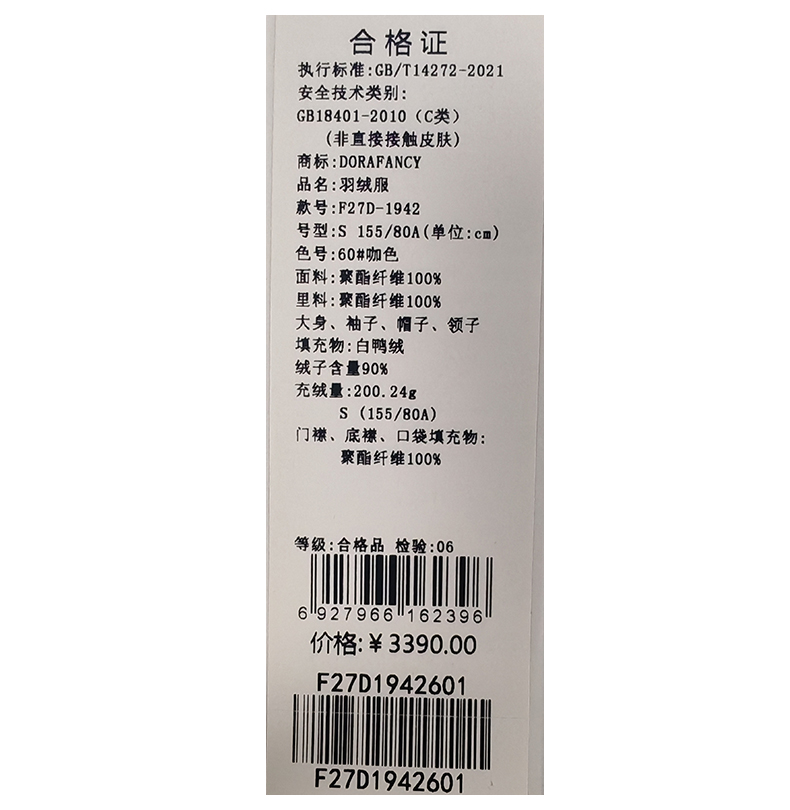 合格证
执行标准:GB/T14272-2021
安全技术类别:
GB18401-2010（C类）
(非直接接触皮肤)
商标:DORAFANCY
品名:羽绒服
款号:F27D-1942
号型:S 155/80A(单位:cm)
色号:60#咖色
面料:聚酯纤维100%
里料:聚酯纤维100%
大身、袖子、帽子、领子
填充物:白鸭绒
绒子含量90%
充绒量:200.24g
S (155/80A)
门襟、底襟、口袋填充物:
聚酯纤维100%
等级:合格品 检验:06
6 927966 162396
价格:￥3390.00
F27D1942601
F27D1942601